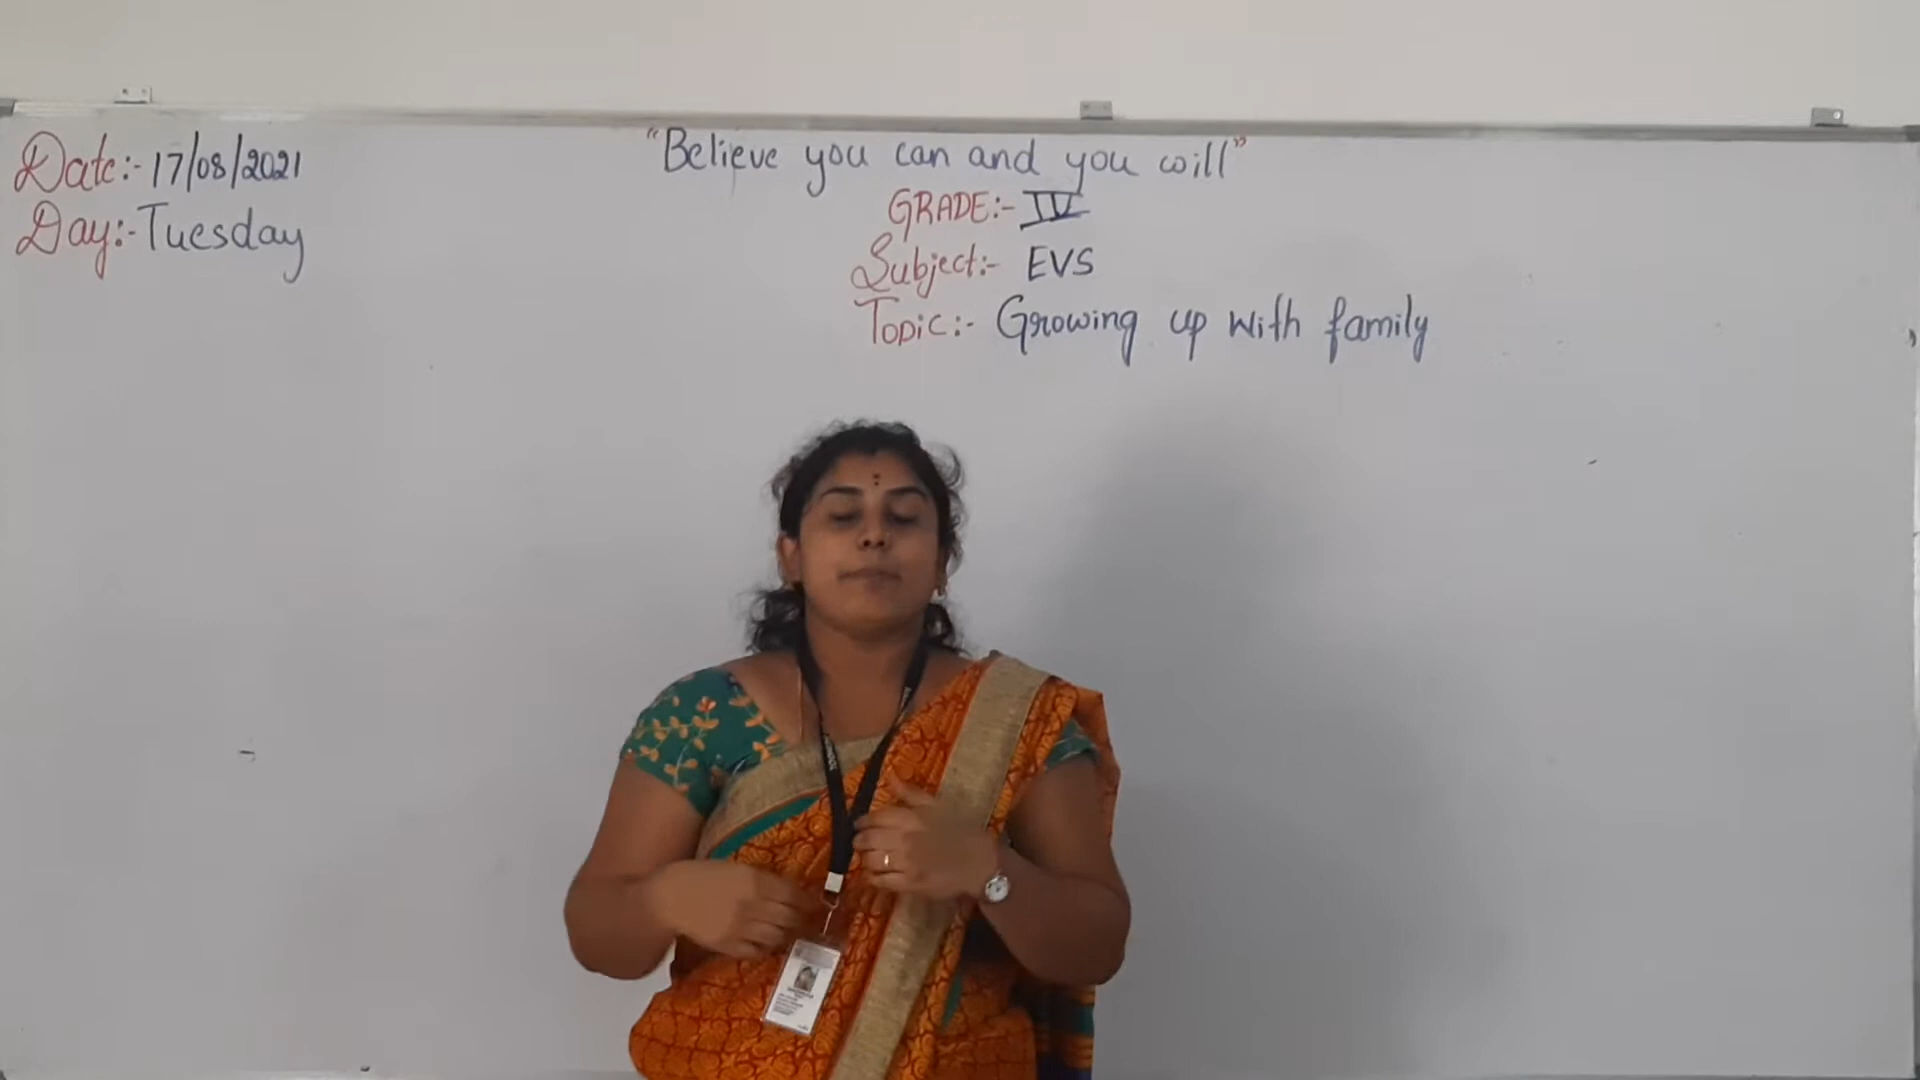 Date:- 17/08/2021
Day:- Tuesday
"Believe you can and you will"
GRADE:- IV
Subject:- EVS
Topic:- Growing up with family